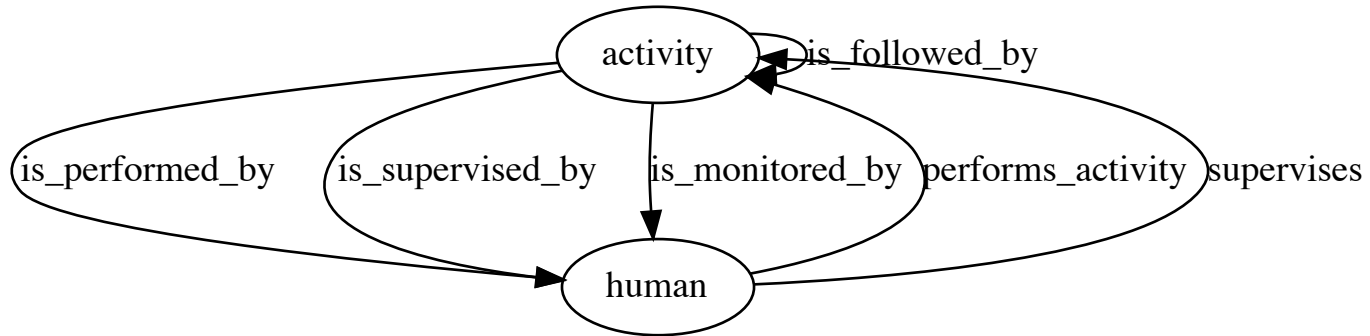 activity
is_followed_by
is_performed_by
is_supervised_by
is_monitored_by
performs_activity
supervises
human